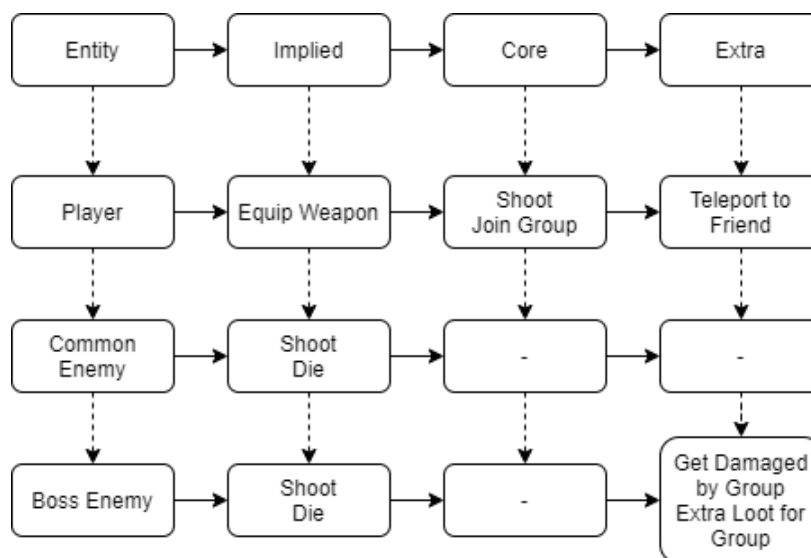 Entity
Implied
Core
Extra
Player
Equip Weapon
Shoot
Join Group
Teleport to
Friend
Common
Enemy
Shoot
Die
-
-
Boss Enemy
Shoot
Die
-
Get Damaged
by Group
Extra Loot for
Group